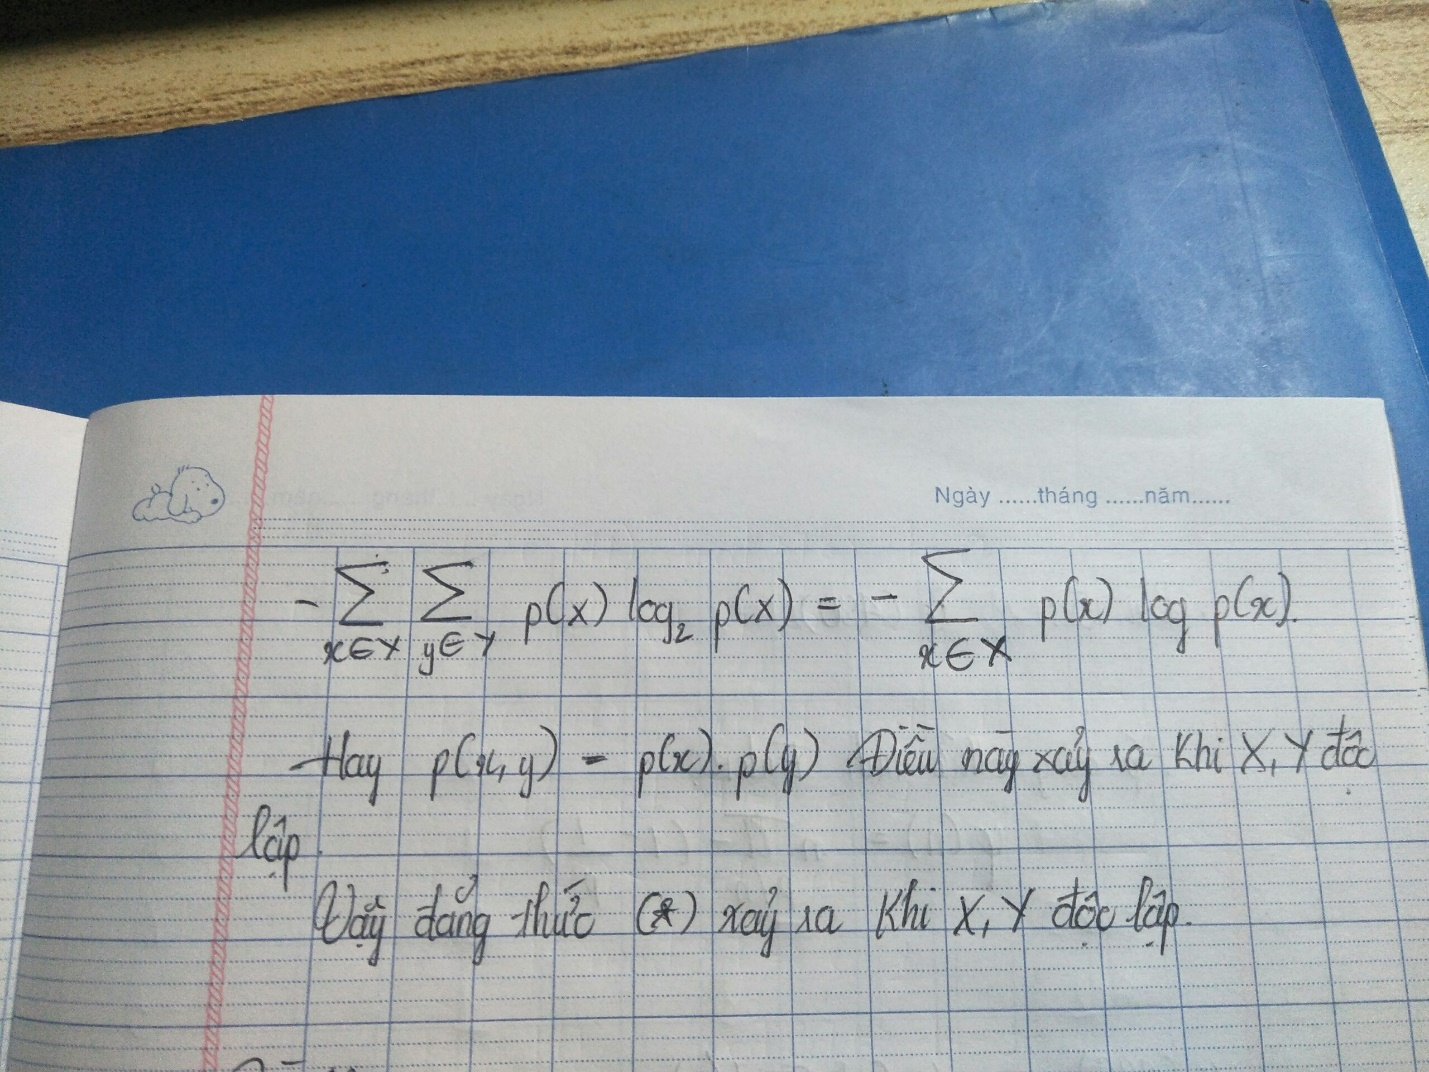 Ngày ......tháng ......năm......
- ∑ x∈X ∑ y∈Y p(x) log₂ p(x) = - ∑ x∈X p(x) log p(x).
Hay p(x,y) = p(x).p(y) Điều này xảy ra khi X, Y độc
lập.
Vậy đẳng thức (*) xảy ra khi X, Y độc lập.